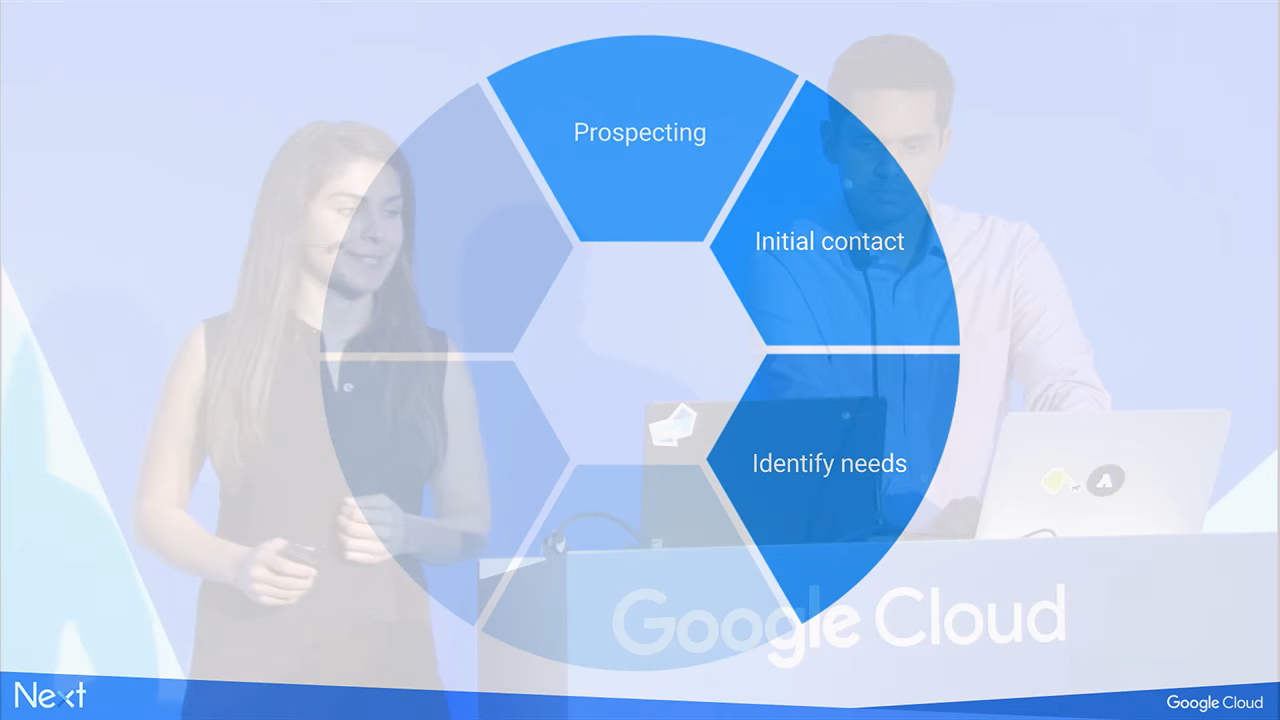 Prospecting
Initial contact
Identify needs
Google Cloud
Next
Google Cloud